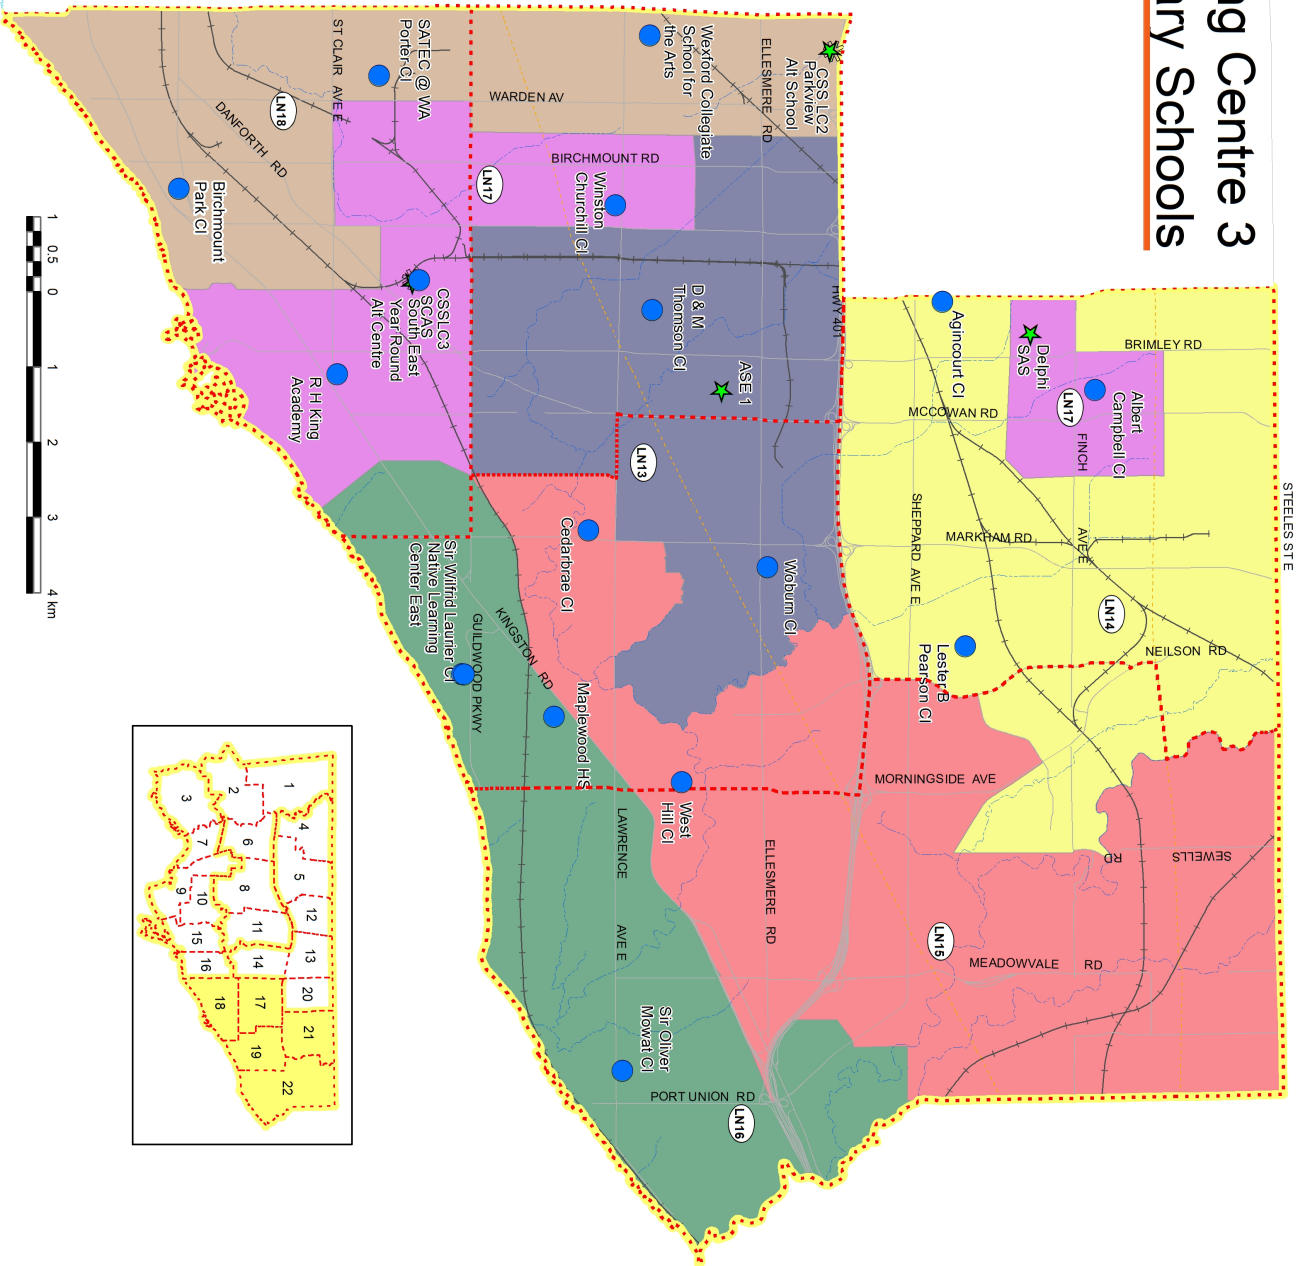 ng Centre 3
ary Schools
STEELES ST E
CSS LC2
Parkview
Alt School
ELLESMERE RD
Wexford Collegiate
School for
the Arts
WARDEN AV
SATEC @ WA
Porter CI
ST CLAIR AVE E
LN18
DANFORTH RD
Birchmount
Park CI
BIRCHMOUNT RD
LN17
Winston
Churchill CI
HWY 401
D & M
Thomson CI
ASE 1
CSSLC3
SCAS
South East
Year Round
Alt Centre
R H King
Academy
Agincourt CI
Delphi
SAS
BRIMLEY RD
Albert
Campbell CI
LN17
MCCOWAN RD
FINCH
AVE E
LN13
SHEPPARD AVE E
MARKHAM RD
LN14
NEILSON RD
Cedarbrae CI
Woburn CI
Lester B
Pearson CI
Sir Wilfrid Laurier CI
Native Learning
Center East
KINGSTON RD
GUILDWOOD PKWY
Maplewood HS
MORNINGSIDE AVE
West
Hill CI
LAWRENCE
AVE E
ELLESMERE RD
SEWELLS
RD
LN15
MEADOWVALE RD
Sir Oliver
Mowat CI
PORT UNION RD
LN16
1 0.5 0 1 2 3 4 km
1
2
3
4
5
6
7
8
9
10
11
12
13
14
15
16
17
18
19
20
21
22